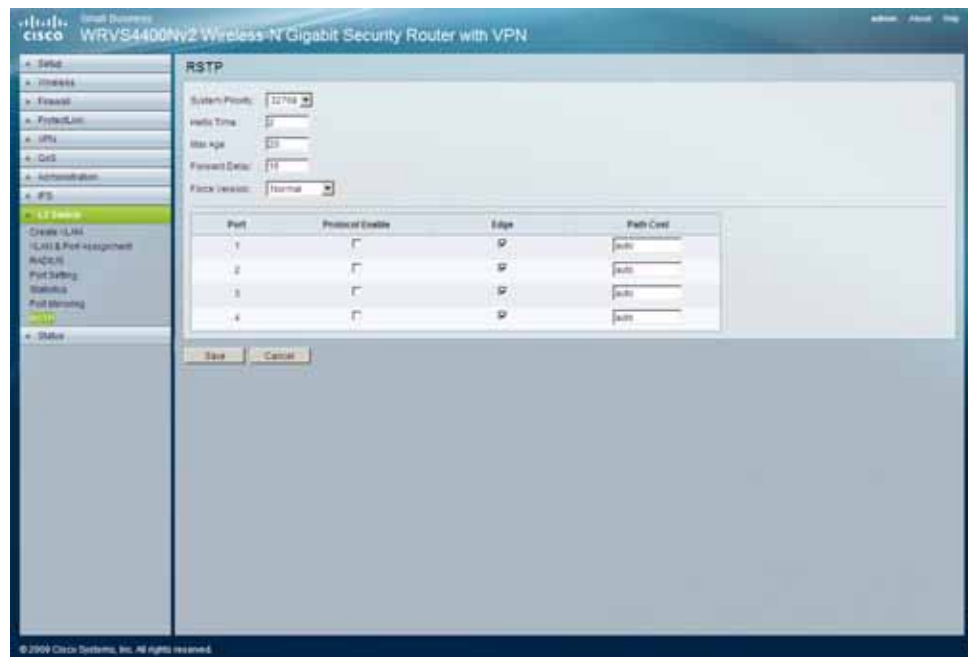 Small Business
CISCO WRVS4400Nv2 Wireless-N Gigabit Security Router with VPN
admin About Help
+ Setup
+ Wireless
+ Firewall
+ ProtectLink
+ VPN
+ QoS
+ Administration
+ IPS
L2 Switch
Create VLAN
VLAN & Port Assignment
RADIUS
Port Setting
Statistics
Port Mirroring
RSTP
+ Status
RSTP
System Priority: 32768
Hello Time: 2
Max Age: 20
Forward Delay: 15
Force Version: Normal
Port Protocol Enable Edge Path Cost
1 auto
2 auto
3 auto
4 auto
Save Cancel
© 2009 Cisco Systems, Inc. All rights reserved.